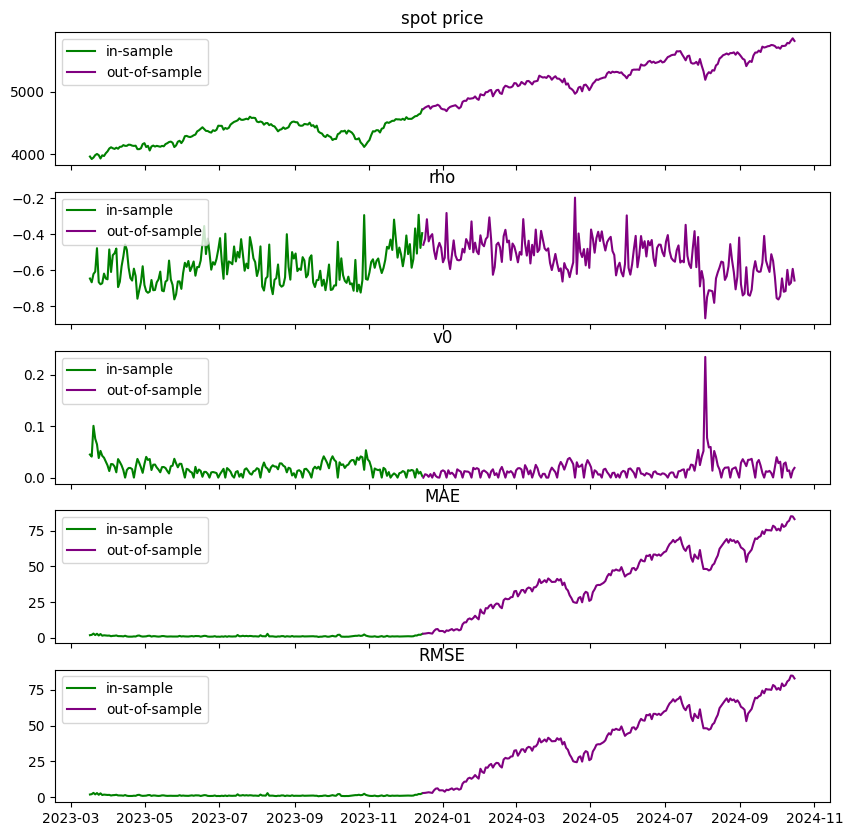 spot price
in-sample
out-of-sample
5000
4000
rho
in-sample
out-of-sample
−0.2
−0.4
−0.6
−0.8
v0
in-sample
out-of-sample
0.2
0.1
0.0
MAE
in-sample
out-of-sample
75
50
25
0
RMSE
in-sample
out-of-sample
75
50
25
0
2023-03 2023-05 2023-07 2023-09 2023-11 2024-01 2024-03 2024-05 2024-07 2024-09 2024-11